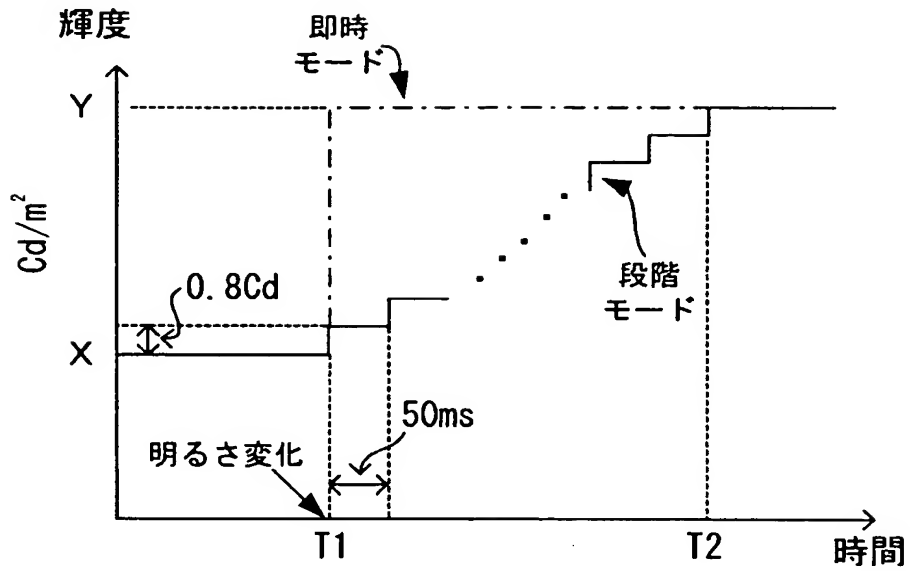 輝度
即時
モード
Y
Cd/m²
0.8Cd
段階
モード
X
50ms
明るさ変化
T1
T2
時間